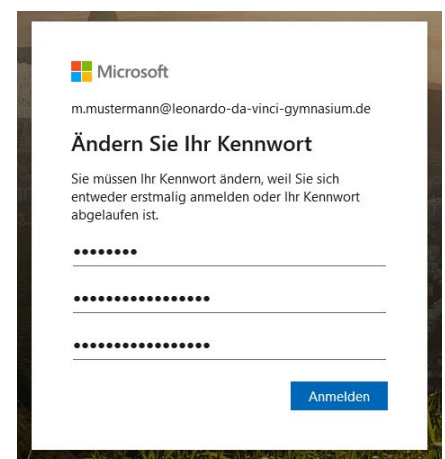 Microsoft
m.mustermann@leonardo-da-vinci-gymnasium.de
Ändern Sie Ihr Kennwort
Sie müssen Ihr Kennwort ändern, weil Sie sich
entweder erstmalig anmelden oder Ihr Kennwort
abgelaufen ist.
••••••••
•••••••••••••••••
•••••••••••••••••
Anmelden